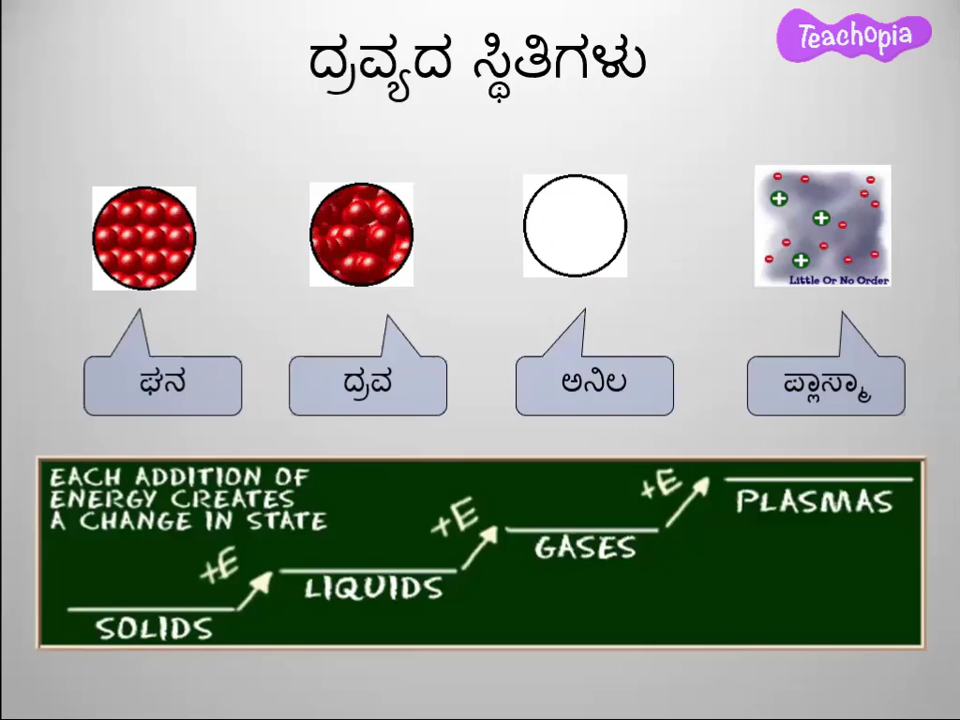 ದ್ರವ್ಯದ ಸ್ಥಿತಿಗಳು
Teachopia
Little Or No Order
ಘನ
ದ್ರವ
ಅನಿಲ
ಪ್ಲಾಸ್ಮಾ
EACH ADDITION OF
ENERGY CREATES
A CHANGE IN STATE
+E
+E
+E
SOLIDS
LIQUIDS
GASES
PLASMAS